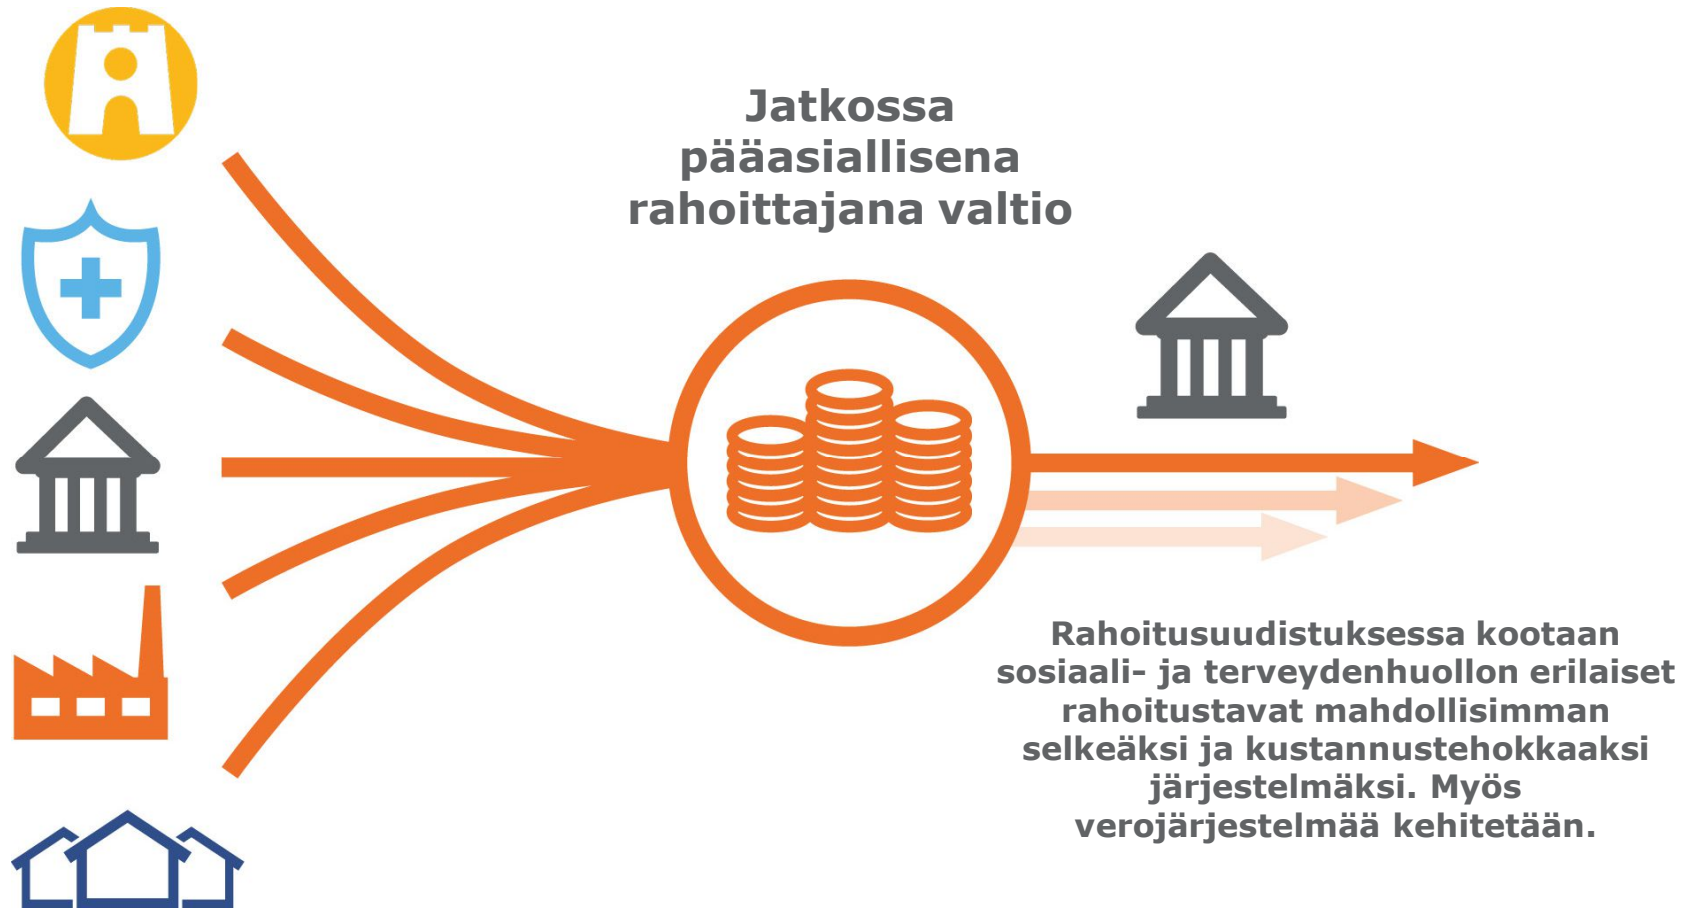 Jatkossa
pääasiallisena
rahoittajana valtio
Rahoitusuudistuksessa kootaan
sosiaali- ja terveydenhuollon erilaiset
rahoitustavat mahdollisimman
selkeäksi ja kustannustehokkaaksi
järjestelmäksi. Myös
verojärjestelmää kehitetään.